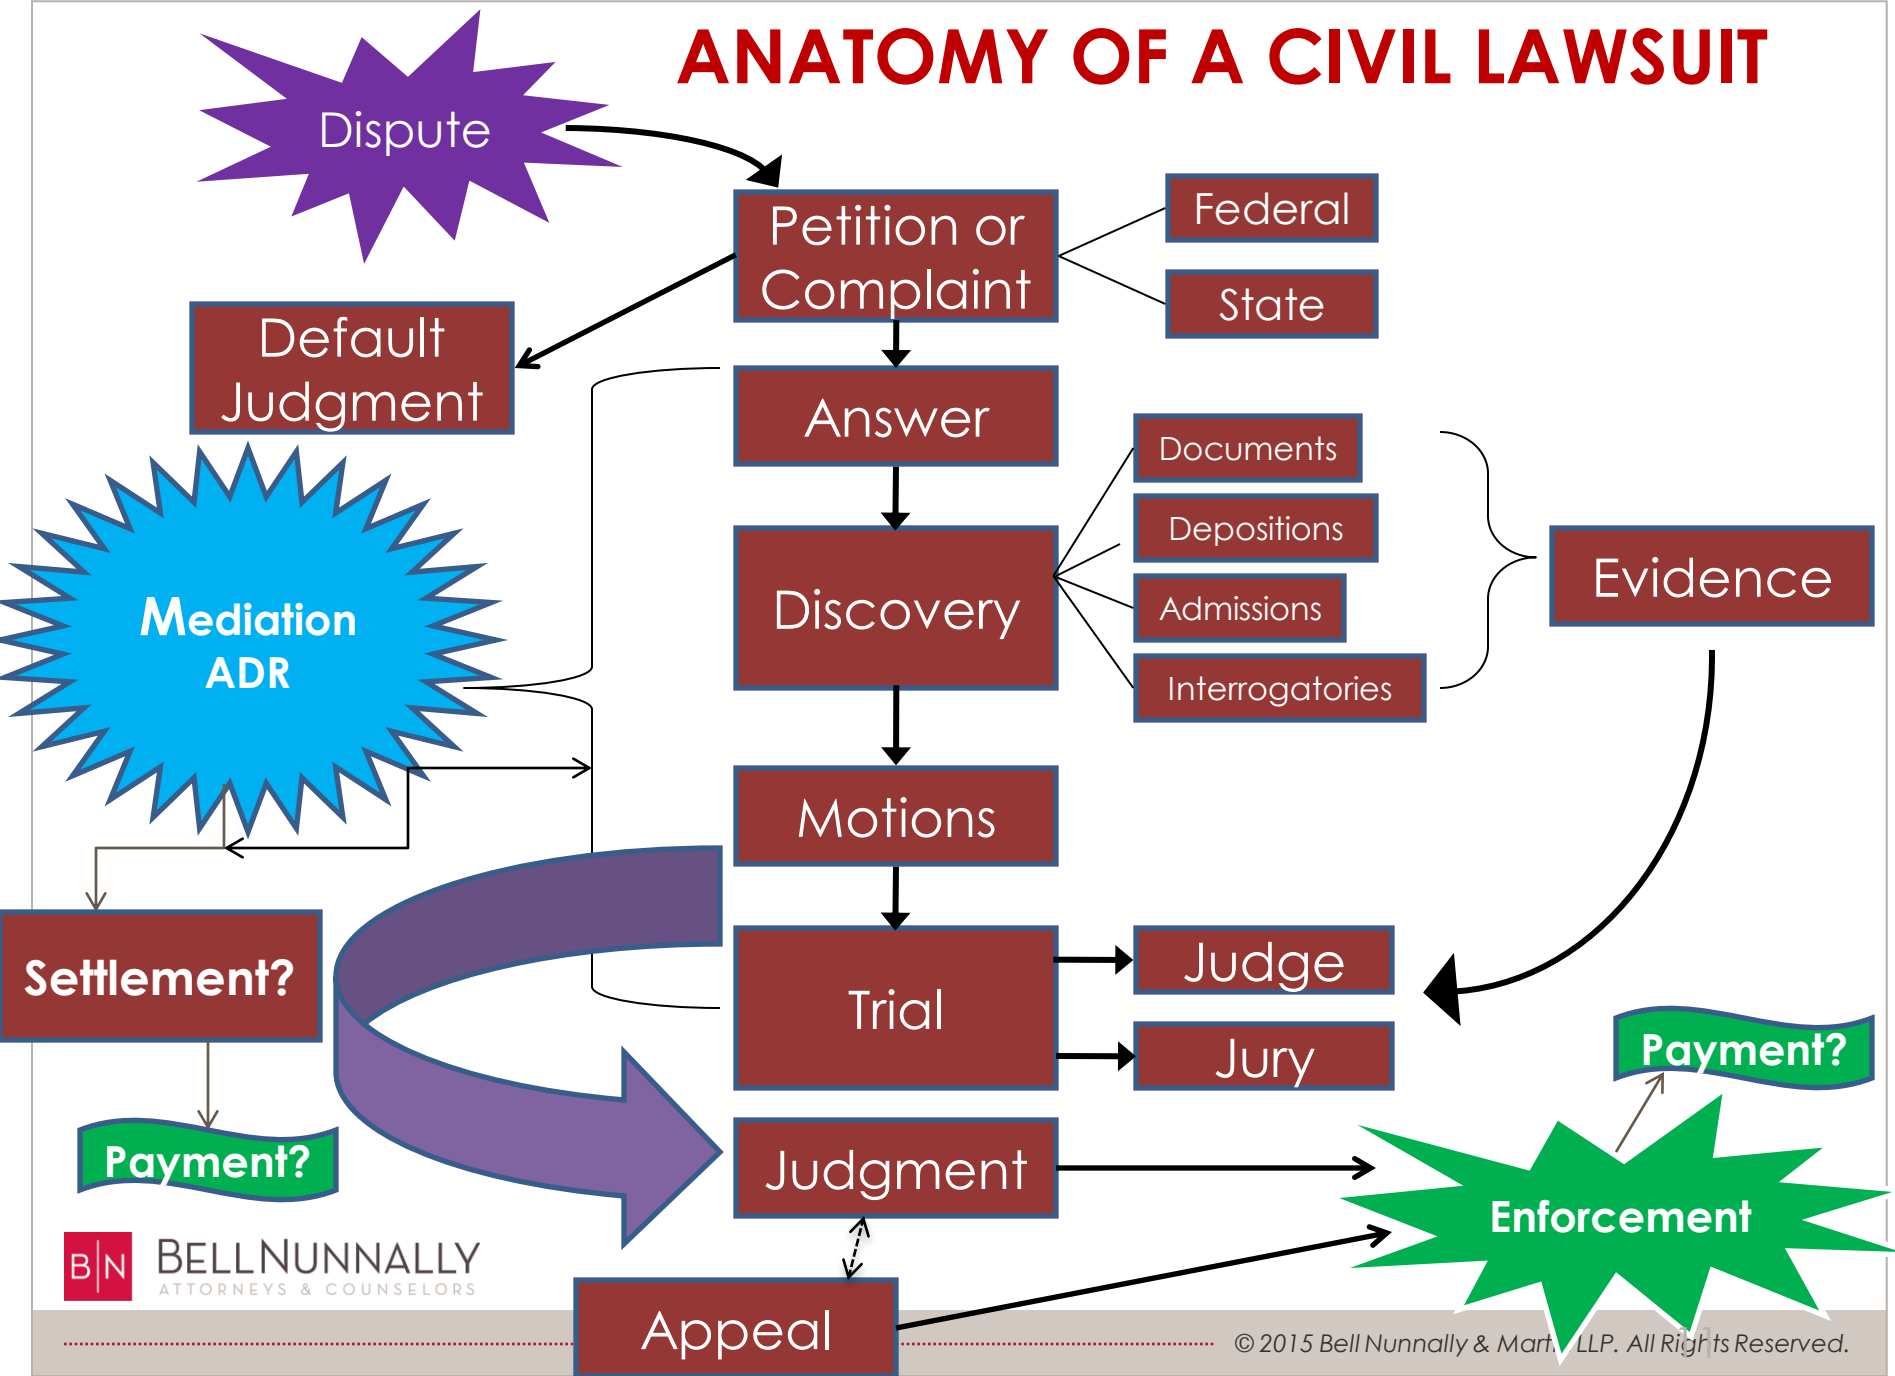 ANATOMY OF A CIVIL LAWSUIT
Dispute
Petition or
Complaint
Federal
State
Default
Judgment
Answer
Documents
Depositions
Admissions
Interrogatories
Discovery
Evidence
Mediation
ADR
Motions
Settlement?
Trial
Judge
Jury
Payment?
Payment?
Judgment
Enforcement
B|N
BELLNUNNALLY
ATTORNEYS & COUNSELORS
Appeal
© 2015 Bell Nunnally & LLP. All Rights Reserved.